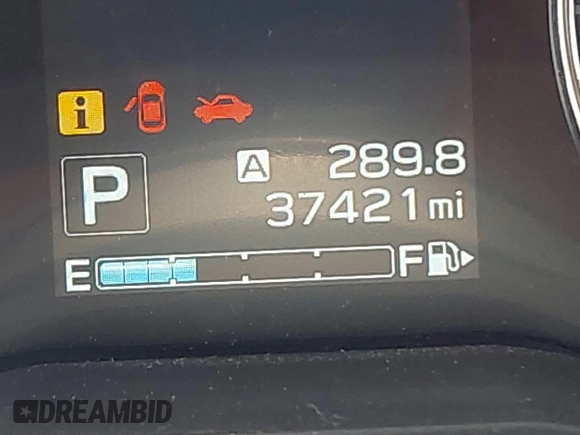 i
P
A 289.8
37421 mi
E F
DREAMBID